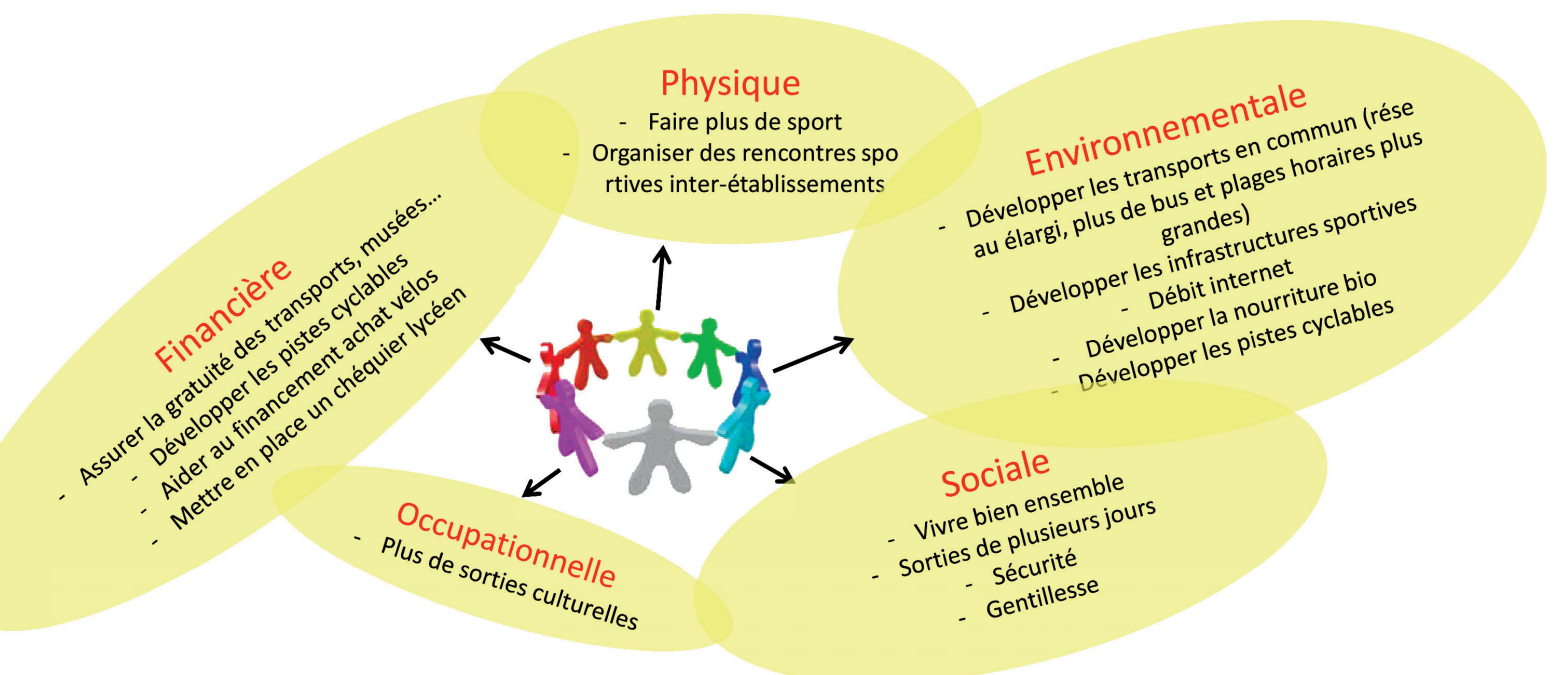 Physique
- Faire plus de sport
- Organiser des rencontres spo
rtives inter-établissements
Environnementale
- Développer les transports en commun (rése
au élargi, plus de bus et plages horaires plus
grandes)
- Développer les infrastructures sportives
- Débit internet
- Développer la nourriture bio
- Développer les pistes cyclables
Financière
- Assurer la gratuité des transports, musées...
- Développer les pistes cyclables
- Aider au financement achat vélos
- Mettre en place un chéquier lycéen
Occupationnelle
- Plus de sorties culturelles
Sociale
- Vivre bien ensemble
- Sorties de plusieurs jours
- Sécurité
- Gentillesse